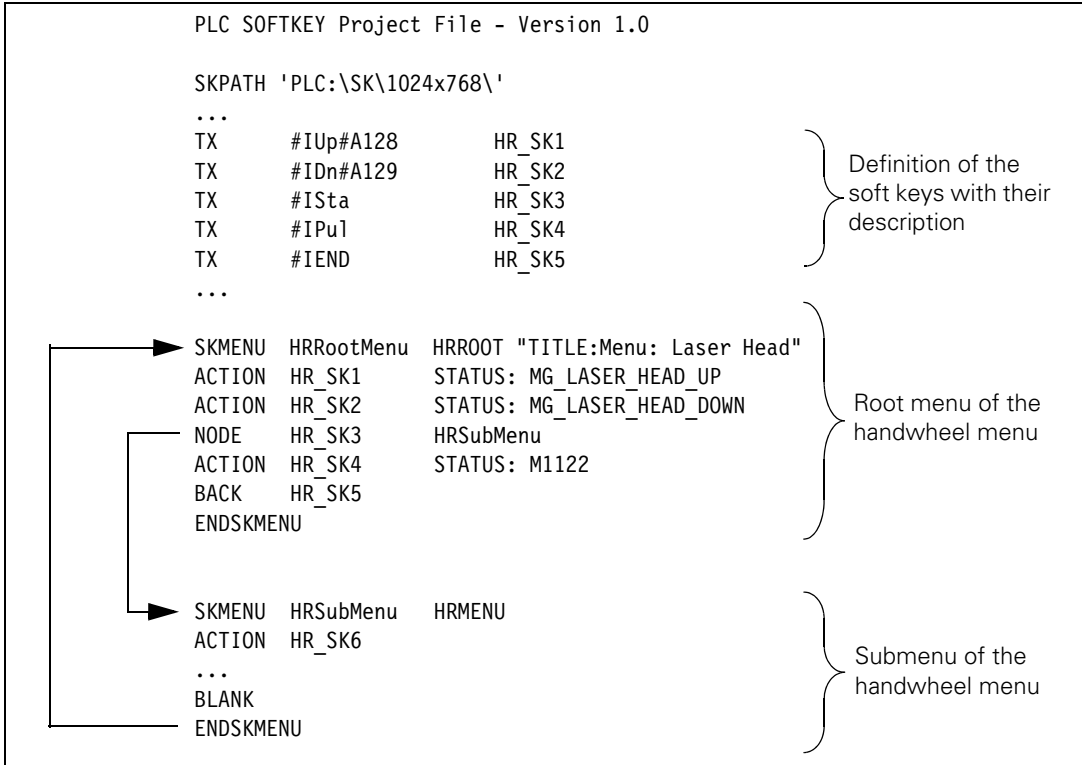 PLC SOFTKEY Project File - Version 1.0
SKPATH 'PLC:\SK\1024x768\'
...
TX #IUp#A128 HR_SK1
TX #IDn#A129 HR_SK2
TX #ISta HR_SK3
TX #IPul HR_SK4
TX #IEND HR_SK5
Definition of the
soft keys with their
description
...
SKMENU HRRootMenu HRROOT "TITLE:Menu: Laser Head"
ACTION HR_SK1 STATUS: MG_LASER_HEAD_UP
ACTION HR_SK2 STATUS: MG_LASER_HEAD_DOWN
NODE HR_SK3 HRSubMenu
ACTION HR_SK4 STATUS: M1122
BACK HR_SK5
ENDSKMENU
Root menu of the
handwheel menu
SKMENU HRSubMenu HRMENU
ACTION HR_SK6
...
BLANK
ENDSKMENU
Submenu of the
handwheel menu